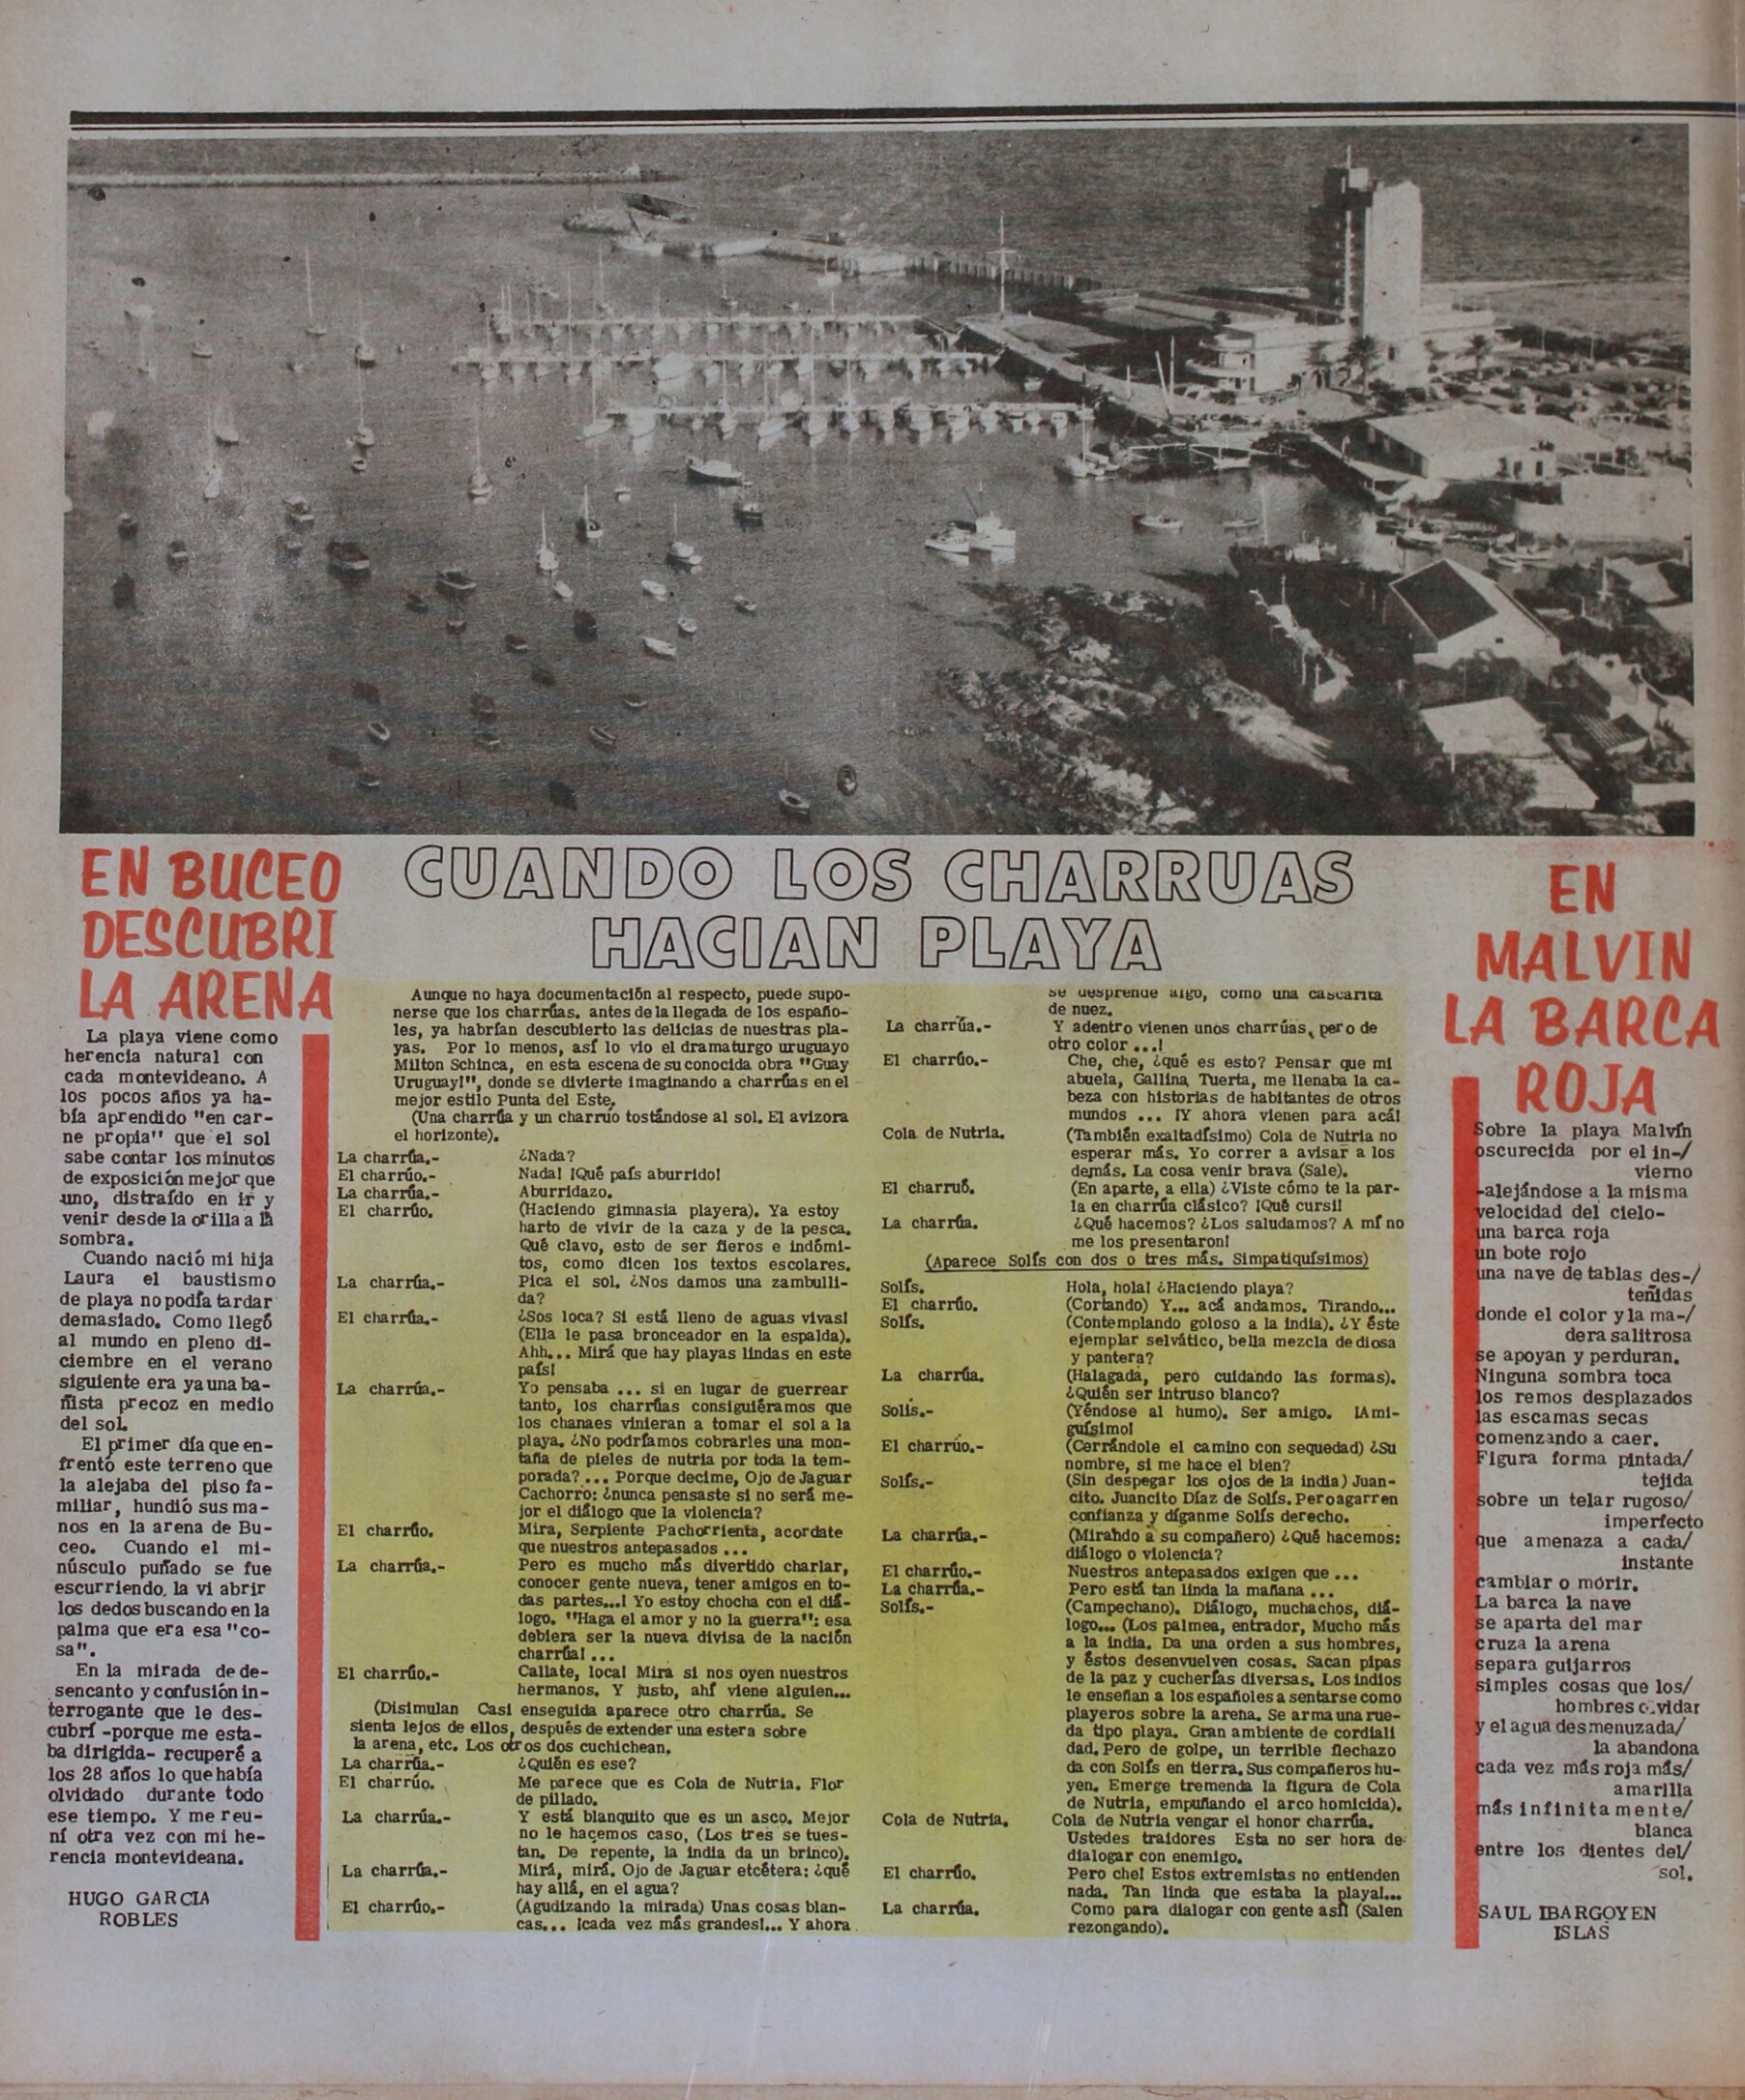 EN BUCEO
DESCUBRI
LA ARENA
La playa viene como
herencia natural con
cada montevideano. A
los pocos años ya ha-
bía aprendido "en car-
ne propia" que el sol
sabe contar los minutos
de exposición mejor que
uno, distraído en ir y
venir desde la orilla a la
sombra.
Cuando nació mi hija
Laura el baustismo
de playa no podía tardar
demasiado. Como llegó
al mundo en pleno di-
ciembre en el verano
siguiente era ya una ba-
ñista precoz en medio
del sol.
El primer día que en-
frentó este terreno que
la alejaba del piso fa-
miliar, hundió sus ma-
nos en la arena de Bu-
ceo. Cuando el mi-
núsculo puñado se fue
escurriendo, la vi abrir
los dedos buscando en la
palma que era esa "co-
sa".
En la mirada de de-
sencanto y confusión in-
terrogante que le des-
cubrí -porque me esta-
ba dirigida- recuperé a
los 28 años lo que había
olvidado durante todo
ese tiempo. Y me reu-
ní otra vez con mi he-
rencia montevideana.
HUGO GARCIA
ROBLES
CUANDO LOS CHARRUAS
HACIAN PLAYA
Aunque no haya documentación al respecto, puede supo-
nerse que los charrúas. antes de la llegada de los españo-
les, ya habrían descubierto las delicias de nuestras pla-
yas. Por lo menos, así lo vio el dramaturgo uruguayo
Milton Schinca, en esta escena de su conocida obra "Guay
Uruguay!", donde se divierte imaginando a charrúas en el
mejor estilo Punta del Este.
(Una charrúa y un charrúo tostándose al sol. El avizora
el horizonte).
La charrúa.- ¿Nada?
El charrúo.- Nada! ¡Qué país aburrido!
La charrúa.- Aburridazo.
El charrúo. (Haciendo gimnasia playera). Ya estoy
harto de vivir de la caza y de la pesca.
Qué clavo, esto de ser fieros e indómi-
tos, como dicen los textos escolares.
La charrúa.- Pica el sol. ¿Nos damos una zambulli-
da?
El charrúa.- ¿Sos loca? Si está lleno de aguas vivas!
(Ella le pasa bronceador en la espalda).
Ahh... Mirá que hay playas lindas en este
país!
La charrúa.- Yo pensaba ... si en lugar de guerrear
tanto, los charrúas consiguiéramos que
los chanaes vinieran a tomar el sol a la
playa. ¿No podríamos cobrarles una mon-
taña de pieles de nutria por toda la tem-
porada? ... Porque decime, Ojo de Jaguar
Cachorro: ¿nunca pensaste si no será me-
jor el diálogo que la violencia?
El charrúo. Mira, Serpiente Pachorrienta, acordate
que nuestros antepasados ...
La charrúa.- Pero es mucho más divertido charlar,
conocer gente nueva, tener amigos en to-
das partes...! Yo estoy chocha con el diá-
logo. "Haga el amor y no la guerra": esa
debiera ser la nueva divisa de la nación
charrúa! ...
El charrúo.- Callate, loca! Mira si nos oyen nuestros
hermanos. Y justo, ahí viene alguien...
(Disimulan Casi enseguida aparece otro charrúa. Se
sienta lejos de ellos, después de extender una estera sobre
la arena, etc. Los otros dos cuchichean.
La charrúa.- ¿Quién es ese?
El charrúo. Me parece que es Cola de Nutria. Flor
de pillado.
La charrúa.- Y está blanquito que es un asco. Mejor
no le hacemos caso. (Los tres se tues-
tan. De repente, la india da un brinco).
La charrúa.- Mirá, mirá. Ojo de Jaguar etcétera: ¿qué
hay allá, en el agua?
El charrúo.- (Agudizando la mirada) Unas cosas blan-
cas... ¡cada vez más grandes!... Y ahora
se desprende algo, como una cascarita
de nuez.
La charrúa.- Y adentro vienen unos charrúas, pero de
otro color ...!
El charrúo.- Che, che, ¿qué es esto? Pensar que mi
abuela, Gallina Tuerta, me llenaba la ca-
beza con historias de habitantes de otros
mundos ... ¡Y ahora vienen para acá!
Cola de Nutria. (También exaltadísimo) Cola de Nutria no
esperar más. Yo correr a avisar a los
demás. La cosa venir brava (Sale).
El charruó. (En aparte, a ella) ¿Viste cómo te la par-
la en charrúa clásico? ¡Qué cursi!
La charrúa. ¿Qué hacemos? ¿Los saludamos? A mí no
me los presentaron!
(Aparece Solís con dos o tres más. Simpatiquísimos)
Solís. Hola, hola! ¿Haciendo playa?
El charrúo. (Cortando) Y... acá andamos. Tirando...
Solís. (Contemplando goloso a la india). ¿Y éste
ejemplar selvático, bella mezcla de diosa
y pantera?
La charrúa. (Halagada, pero cuidando las formas).
¿Quién ser intruso blanco?
Solís.- (Yéndose al humo). Ser amigo. ¡Ami-
guísimo!
El charrúo.- (Cerrándole el camino con sequedad) ¿Su
nombre, si me hace el bien?
Solís.- (Sin despegar los ojos de la india) Juan-
cito. Juancito Díaz de Solís. Pero agarren
confianza y díganme Solís derecho.
La charrúa.- (Mirando a su compañero) ¿Qué hacemos:
diálogo o violencia?
El charrúo.- Nuestros antepasados exigen que ...
La charrúa.- Pero está tan linda la mañana ...
Solís.- (Campechano). Diálogo, muchachos, diá-
logo... (Los palmea, entrador, Mucho más
a la india. Da una orden a sus hombres,
y éstos desenvuelven cosas. Sacan pipas
de la paz y cucherías diversas. Los indios
le enseñan a los españoles a sentarse como
playeros sobre la arena. Se arma una rue-
da tipo playa. Gran ambiente de cordiali
dad. Pero de golpe, un terrible flechazo
da con Solís en tierra. Sus compañeros hu-
yen. Emerge tremenda la figura de Cola
de Nutria, empuñando el arco homicida).
Cola de Nutria. Cola de Nutria vengar el honor charrúa.
Ustedes traidores Esta no ser hora de
dialogar con enemigo.
El charrúo. Pero che! Estos extremistas no entienden
nada. Tan linda que estaba la playa!...
La charrúa. Como para dialogar con gente así! (Salen
rezongando).
EN
MALVIN
LA BARCA
ROJA
Sobre la playa Malvín
oscurecida por el in-/
vierno
-alejándose a la misma
velocidad del cielo-
una barca roja
un bote rojo
una nave de tablas des-/
teñidas
donde el color y la ma-/
dera salitrosa
se apoyan y perduran.
Ninguna sombra toca
los remos desplazados
las escamas secas
comenzando a caer.
Figura forma pintada/
tejida
sobre un telar rugoso/
imperfecto
que amenaza a cada/
instante
cambiar o morir.
La barca la nave
se aparta del mar
cruza la arena
separa guijarros
simples cosas que los/
hombres olvidar
y el agua desmenuzada/
la abandona
cada vez más roja más/
amarilla
más infinitamente/
blanca
entre los dientes del/
sol.
SAUL IBARGOYEN
ISLAS